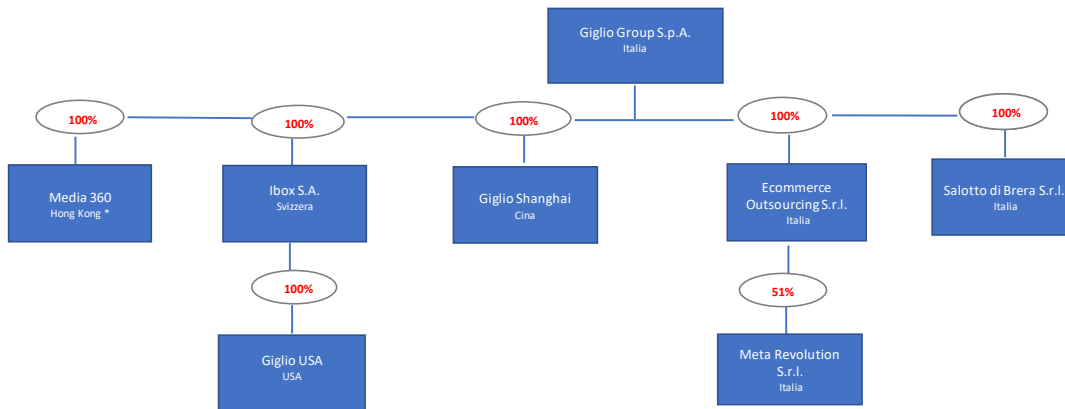 Giglio Group S.p.A.
Italia
100%
100%
100%
100%
100%
Media 360
Hong Kong *
Ibox S.A.
Svizzera
Giglio Shanghai
Cina
Ecommerce
Outsourcing S.r.l.
Italia
Salotto di Brera S.r.l.
Italia
100%
51%
Giglio USA
USA
Meta Revolution
S.r.l.
Italia